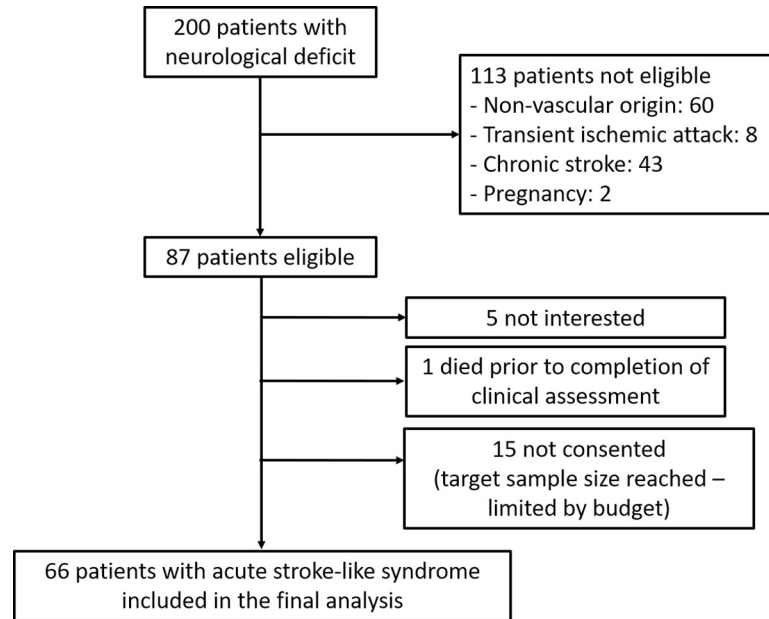 200 patients with
neurological deficit
113 patients not eligible
- Non-vascular origin: 60
- Transient ischemic attack: 8
- Chronic stroke: 43
- Pregnancy: 2
87 patients eligible
5 not interested
1 died prior to completion of
clinical assessment
15 not consented
(target sample size reached –
limited by budget)
66 patients with acute stroke-like syndrome
included in the final analysis